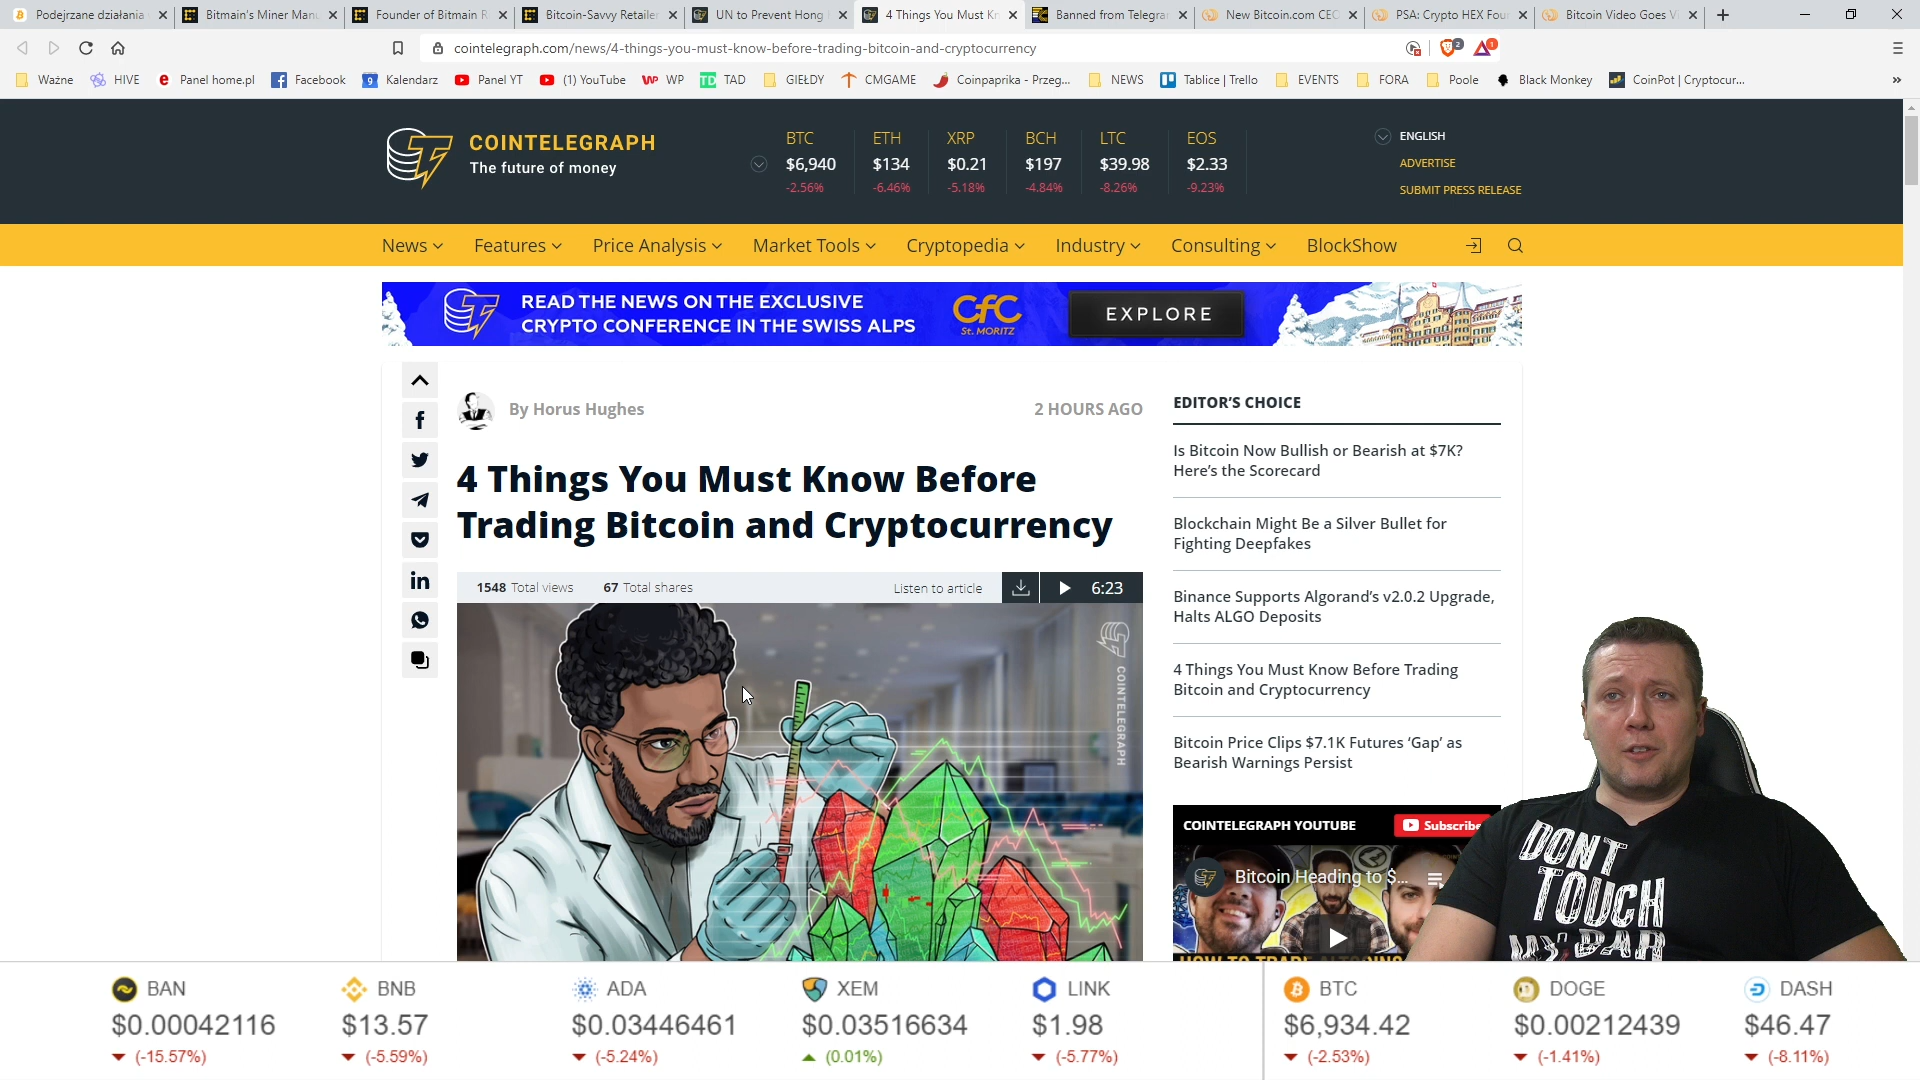 Podejrzane działania
Bitmain's Miner Man
Founder of Bitmain R
Bitcoin-Savvy Retailer
UN to Prevent Hong
4 Things You Must Kn
Banned from Telegra
New Bitcoin.com CEO
PSA: Crypto HEX Four
Bitcoin Video Goes V
cointelegraph.com/news/4-things-you-must-know-before-trading-bitcoin-and-cryptocurrency
2
1
Ważne
HIVE
Panel home.pl
Facebook
Kalendarz
Panel YT
(1) YouTube
WP
TAD
GIEŁDY
CMGAME
Coinpaprika - Przeg...
NEWS
Tablice | Trello
EVENTS
FORA
Poole
Black Monkey
CoinPot | Cryptocur...
COINTELEGRAPH
The future of money
BTC ETH XRP BCH LTC EOS
$6,940 $134 $0.21 $197 $39.98 $2.33
-2.56% -6.46% -5.18% -4.84% -8.26% -9.23%
ENGLISH
ADVERTISE
SUBMIT PRESS RELEASE
News Features Price Analysis Market Tools Cryptopedia Industry Consulting BlockShow
READ THE NEWS ON THE EXCLUSIVE
CRYPTO CONFERENCE IN THE SWISS ALPS
CfC
St. MORITZ
EXPLORE
By Horus Hughes
2 HOURS AGO
4 Things You Must Know Before
Trading Bitcoin and Cryptocurrency
1548 Total views 67 Total shares
Listen to article
6:23
COINTELEGRAPH
EDITOR'S CHOICE
Is Bitcoin Now Bullish or Bearish at $7K?
Here's the Scorecard
Blockchain Might Be a Silver Bullet for
Fighting Deepfakes
Binance Supports Algorand's v2.0.2 Upgrade,
Halts ALGO Deposits
4 Things You Must Know Before Trading
Bitcoin and Cryptocurrency
Bitcoin Price Clips $7.1K Futures ‘Gap’ as
Bearish Warnings Persist
COINTELEGRAPH YOUTUBE
Subscribe
Bitcoin Heading to $...
HOW TO TRADE ALTCOINS
DONT
TOUCH
MY BAR
BAN
$0.00042116
(-15.57%)
BNB
$13.57
(-5.59%)
ADA
$0.03446461
(-5.24%)
XEM
$0.03516634
(0.01%)
LINK
$1.98
(-5.77%)
BTC
$6,934.42
(-2.53%)
DOGE
$0.00212439
(-1.41%)
DASH
$46.47
(-8.11%)